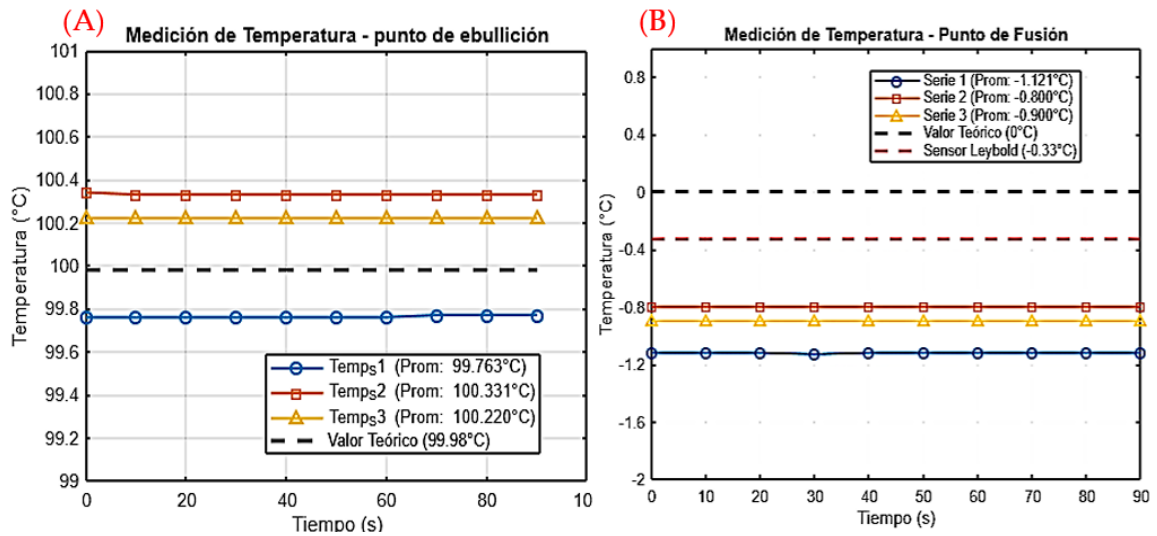 (A)
Medición de Temperatura - punto de ebullición
101
100.8
100.6
100.4
100.2
100
99.8
99.6
99.4
99.2
99
Temperatura (°C)
0 20 40 60 80 10
Tiempo (s)
Temps1 (Prom: 99.763°C)
Temps2 (Prom: 100.331°C)
Temps3 (Prom: 100.220°C)
Valor Teórico (99.98°C)
(B)
Medición de Temperatura - Punto de Fusión
0.8
0.4
0
-0.4
-0.8
-1.2
-1.6
-2
Temperatura (°C)
0 10 20 30 40 50 60 70 80 90
Tiempo (s)
Serie 1 (Prom: -1.121°C)
Serie 2 (Prom: -0.800°C)
Serie 3 (Prom: -0.900°C)
Valor Teórico (0°C)
Sensor Leybold (-0.33°C)